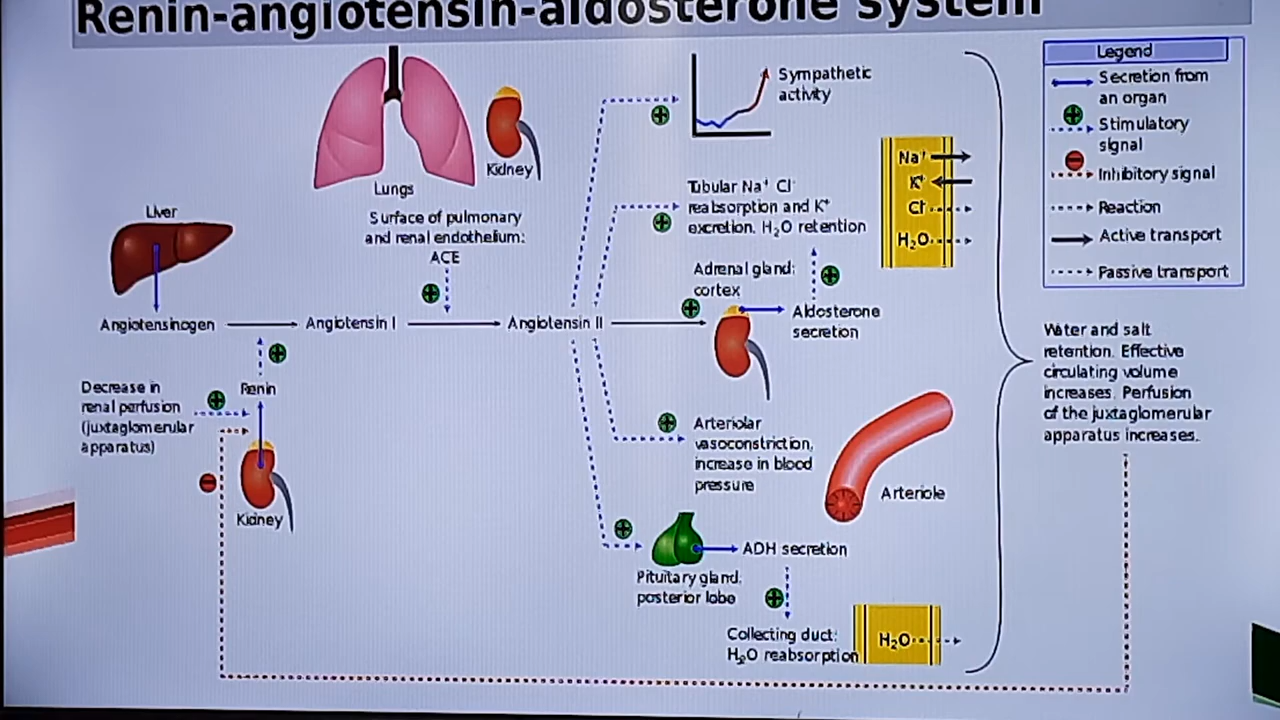 Renin-angiotensin-aldosterone system
Legend
Secretion from
an organ
Stimulatory
signal
Inhibitory signal
Reaction
Active transport
Passive transport
Lungs
Kidney
Surface of pulmonary
and renal endothelium:
ACE
Liver
Angiotensinogen
Angiotensin I
Angiotensin II
Decrease in
renal perfusion
(juxtaglomerular
apparatus)
Renin
Kidney
Sympathetic
activity
Tubular Na⁺ Cl⁻
reabsorption and K⁺
excretion. H₂O retention
Na⁺
K⁺
Cl⁻
H₂O
Adrenal gland:
cortex
Aldosterone
secretion
Arteriolar
vasoconstriction,
increase in blood
pressure
Arteriole
Pituitary gland:
posterior lobe
ADH secretion
Collecting duct:
H₂O reabsorption
H₂O
Water and salt
retention. Effective
circulating volume
increases. Perfusion
of the juxtaglomerular
apparatus increases.